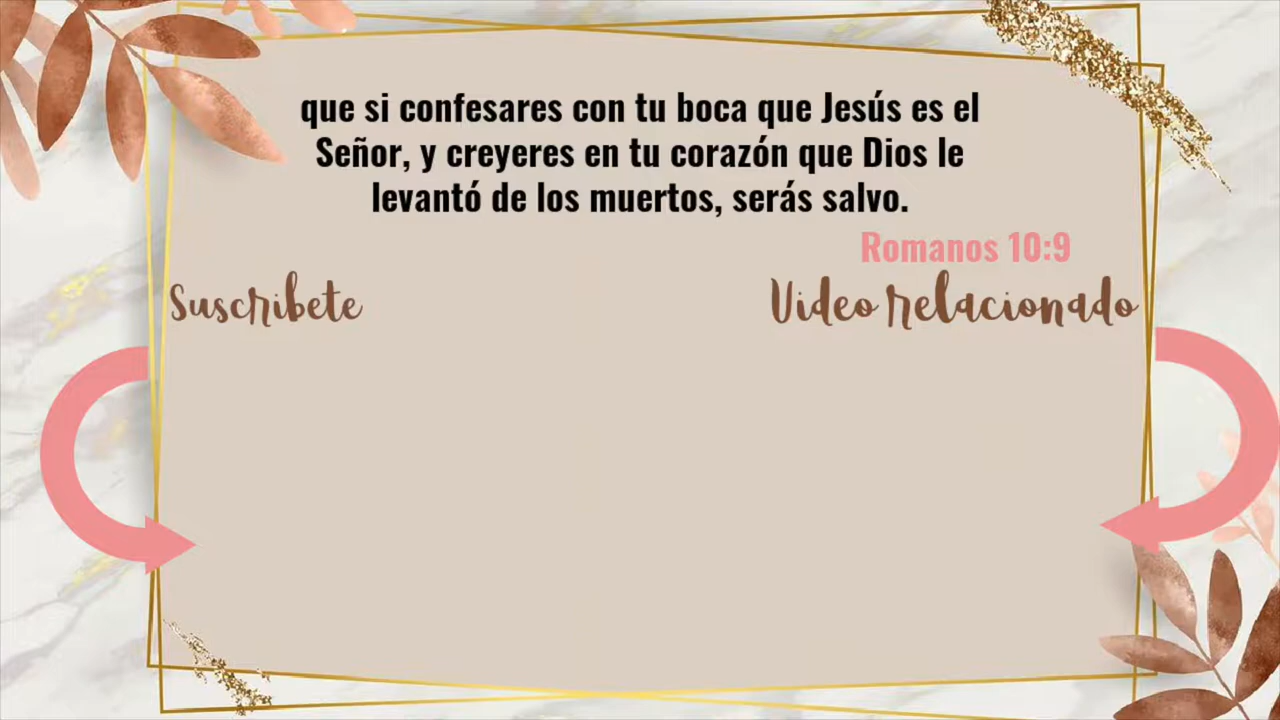 que si confesares con tu boca que Jesús es el
Señor, y creyeres en tu corazón que Dios le
levantó de los muertos, serás salvo.
Romanos 10:9
Suscribete
Video relacionado